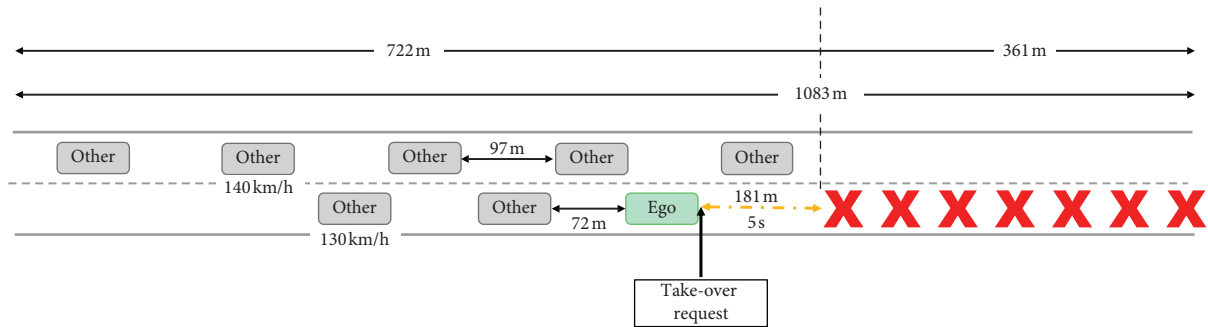 722 m
361 m
1083 m
Other
Other
Other
97 m
Other
Other
140 km/h
Other
Other
72 m
Ego
181 m
5 s
130 km/h
Take-over
request